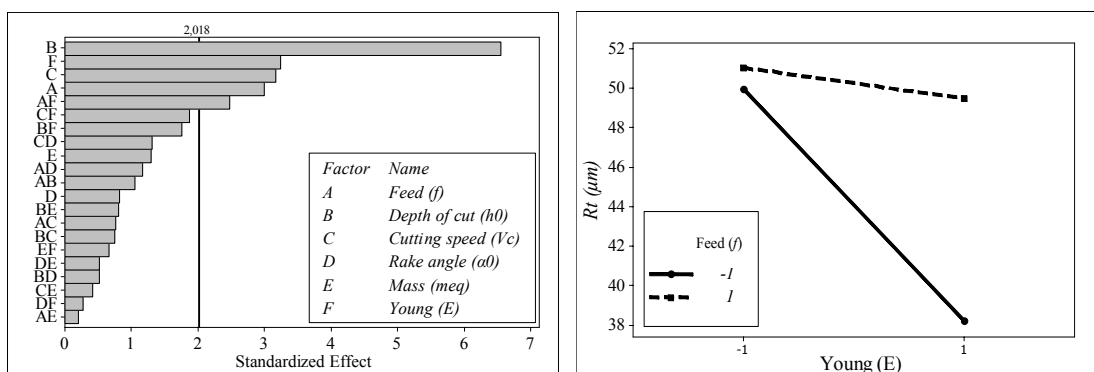 2,018
B
F
C
A
AF
CF
BF
CD
E
AD
AB
D
BE
AC
BC
EF
DE
BD
CE
DF
AE
0 1 2 3 4 5 6 7
Standardized Effect
Factor Name
A Feed (f)
B Depth of cut (h0)
C Cutting speed (Vc)
D Rake angle (α0)
E Mass (meq)
F Young (E)
52
50
48
46
44
42
40
38
Rt (µm)
Feed (f)
-1
1
-1 1
Young (E)